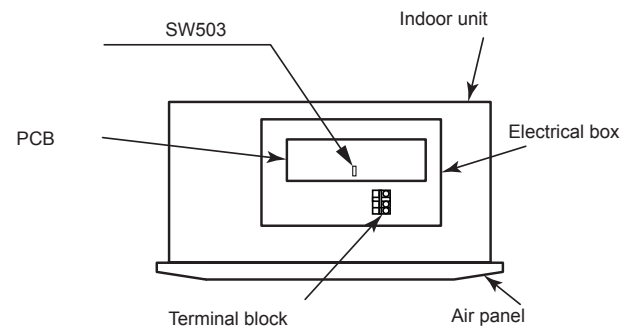 Indoor unit
SW503
Electrical box
PCB
Terminal block
Air panel